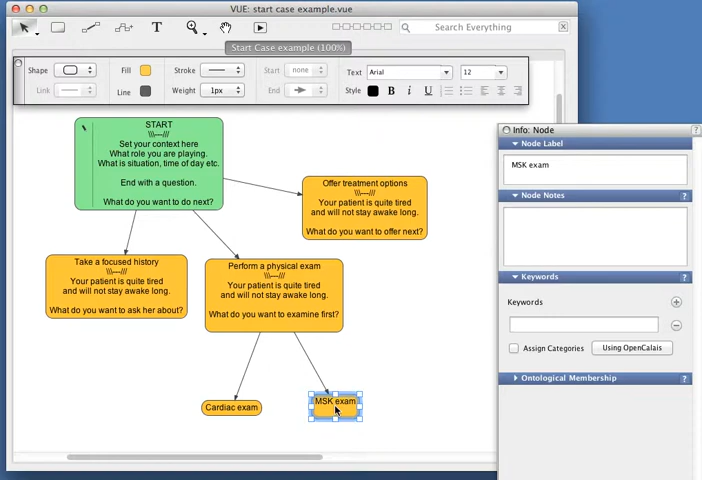 VUE: start case example.vue
T
Search Everything
Start Case example (100%)
Shape
Fill
Stroke
Start
none
Text
Arial
12
Link
Line
Weight
1px
End
Style
B
I
U
START
\\\---///
Set your context here
What role you are playing.
What is situation, time of day etc.
End with a question.
What do you want to do next?
Offer treatment options
\\\---///
Your patient is quite tired
and will not stay awake long.
What do you want to offer next?
Take a focused history
\\\---///
Your patient is quite tired
and will not stay awake long.
What do you want to ask her about?
Perform a physical exam
\\\---///
Your patient is quite tired
and will not stay awake long.
What do you want to examine first?
Cardiac exam
MSK exam
Info: Node
?
Node Label
MSK exam
Node Notes
?
Keywords
?
Keywords
Assign Categories
Using OpenCalais
Ontological Membership
?